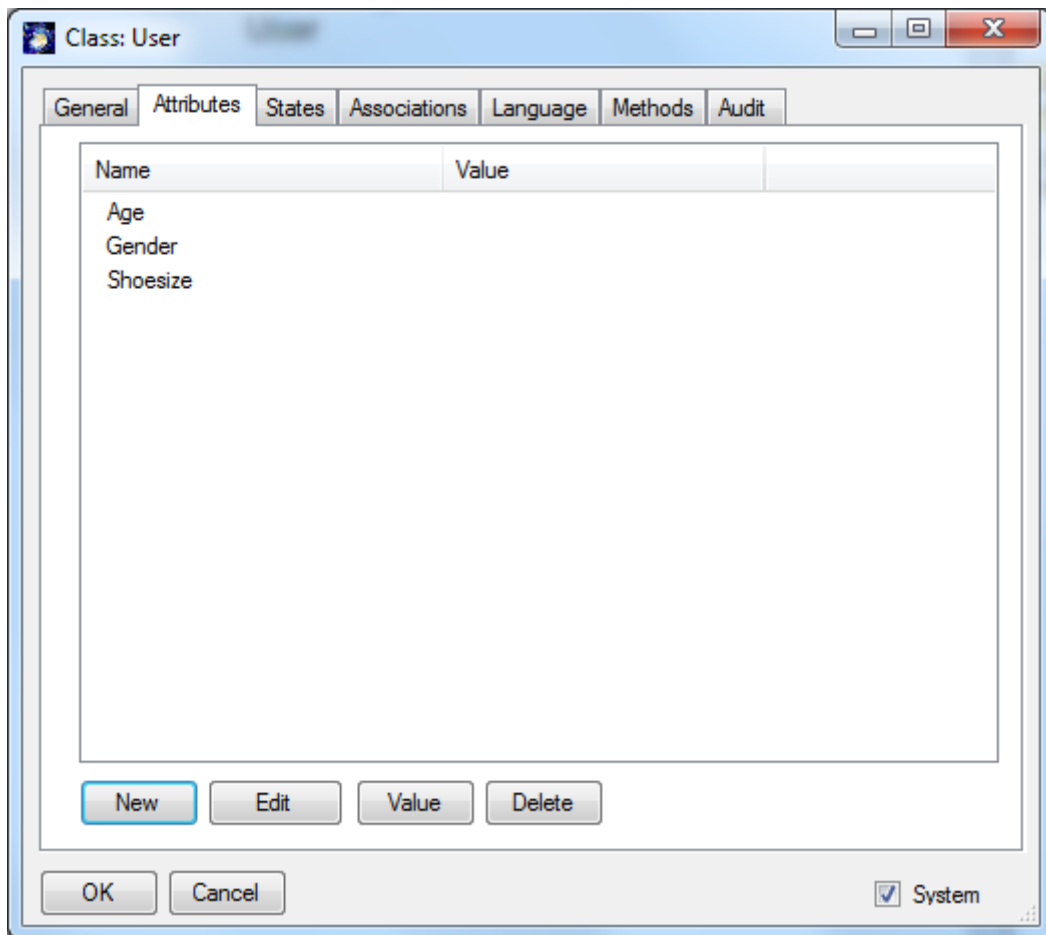 Class: User
User
General Attributes States Associations Language Methods Audit
Name Value
Age
Gender
Shoesize
New Edit Value Delete
OK Cancel System